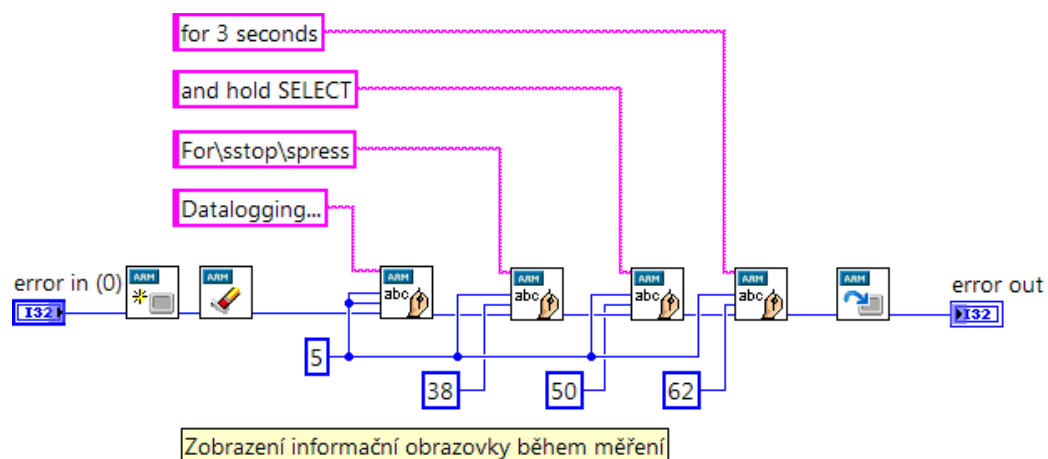 for 3 seconds
and hold SELECT
For\sstop\spress
Datalogging...
error in (0)
I32
ARM
ARM
ARM
abc
ARM
abc
ARM
abc
ARM
abc
ARM
error out
I32
5
38
50
62
Zobrazení informační obrazovky během měření